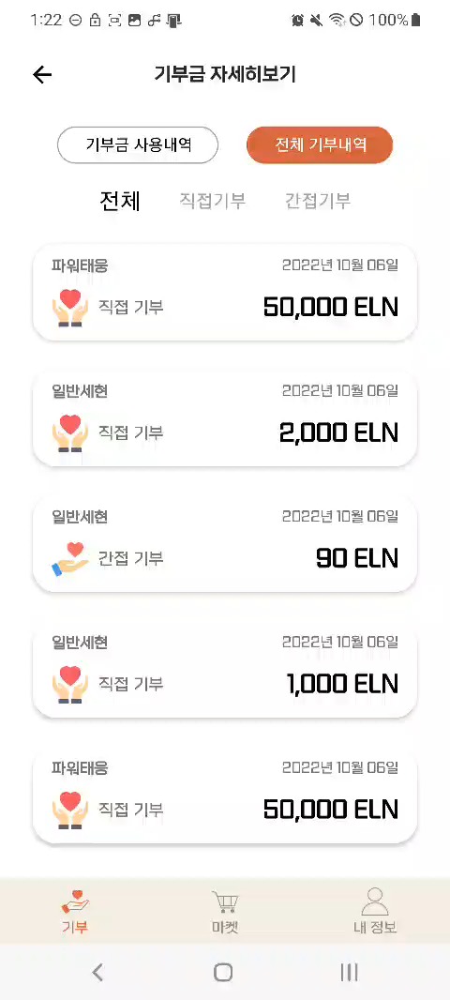 1:22 100%
기부금 자세히보기
기부금 사용내역 전체 기부내역
전체 직접기부 간접기부
파워태웅 2022년 10월 06일
직접 기부 50,000 ELN
일반세현 2022년 10월 06일
직접 기부 2,000 ELN
일반세현 2022년 10월 06일
간접 기부 90 ELN
일반세현 2022년 10월 06일
직접 기부 1,000 ELN
파워태웅 2022년 10월 06일
직접 기부 50,000 ELN
기부 마켓 내 정보